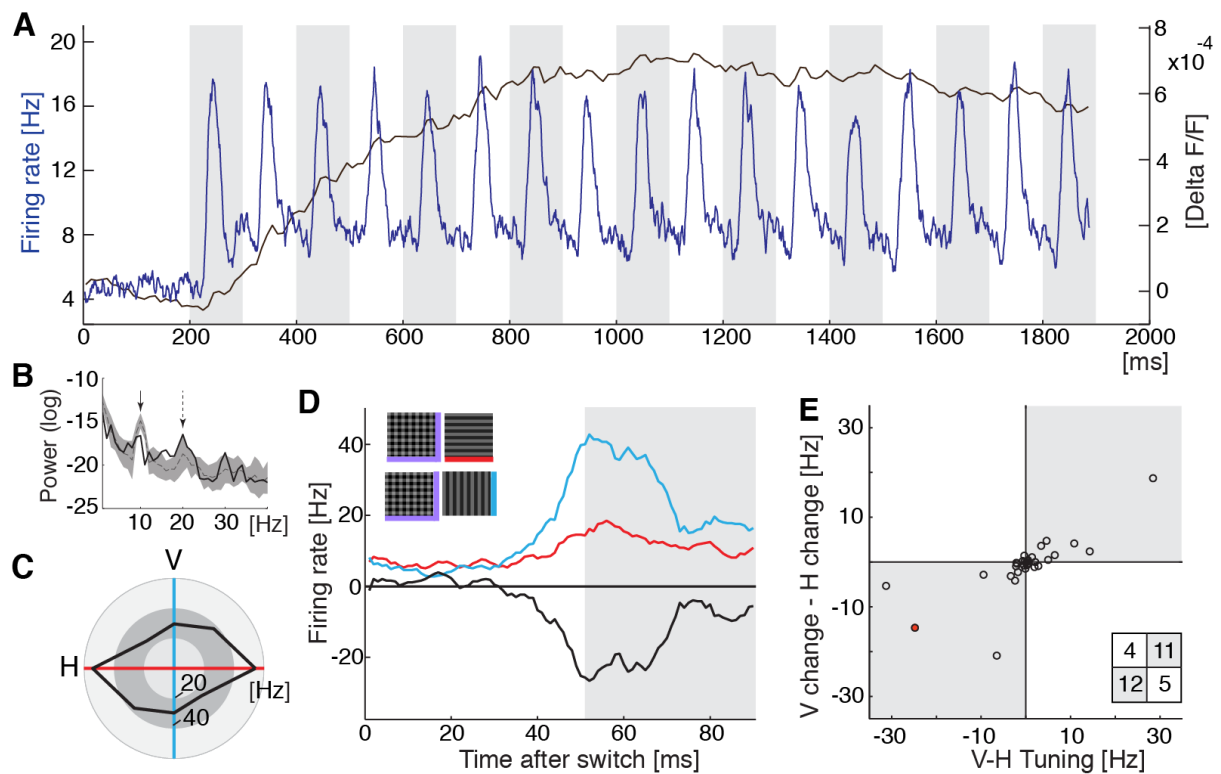 A
Firing rate [Hz]
20
16
12
8
4
8
x10-4
6
4
2
0
[Delta F/F]
0 200 400 600 800 1000 1200 1400 1600 1800 2000
[ms]
B
Power (log)
-10
-15
-20
-25
10 20 30 [Hz]
C
V
H
[Hz]
20
40
D
Firing rate [Hz]
40
20
0
-20
0 20 40 60 80
Time after switch [ms]
E
V change - H change [Hz]
30
10
-10
-30
4 11
12 5
-30 -10 10 30
V-H Tuning [Hz]